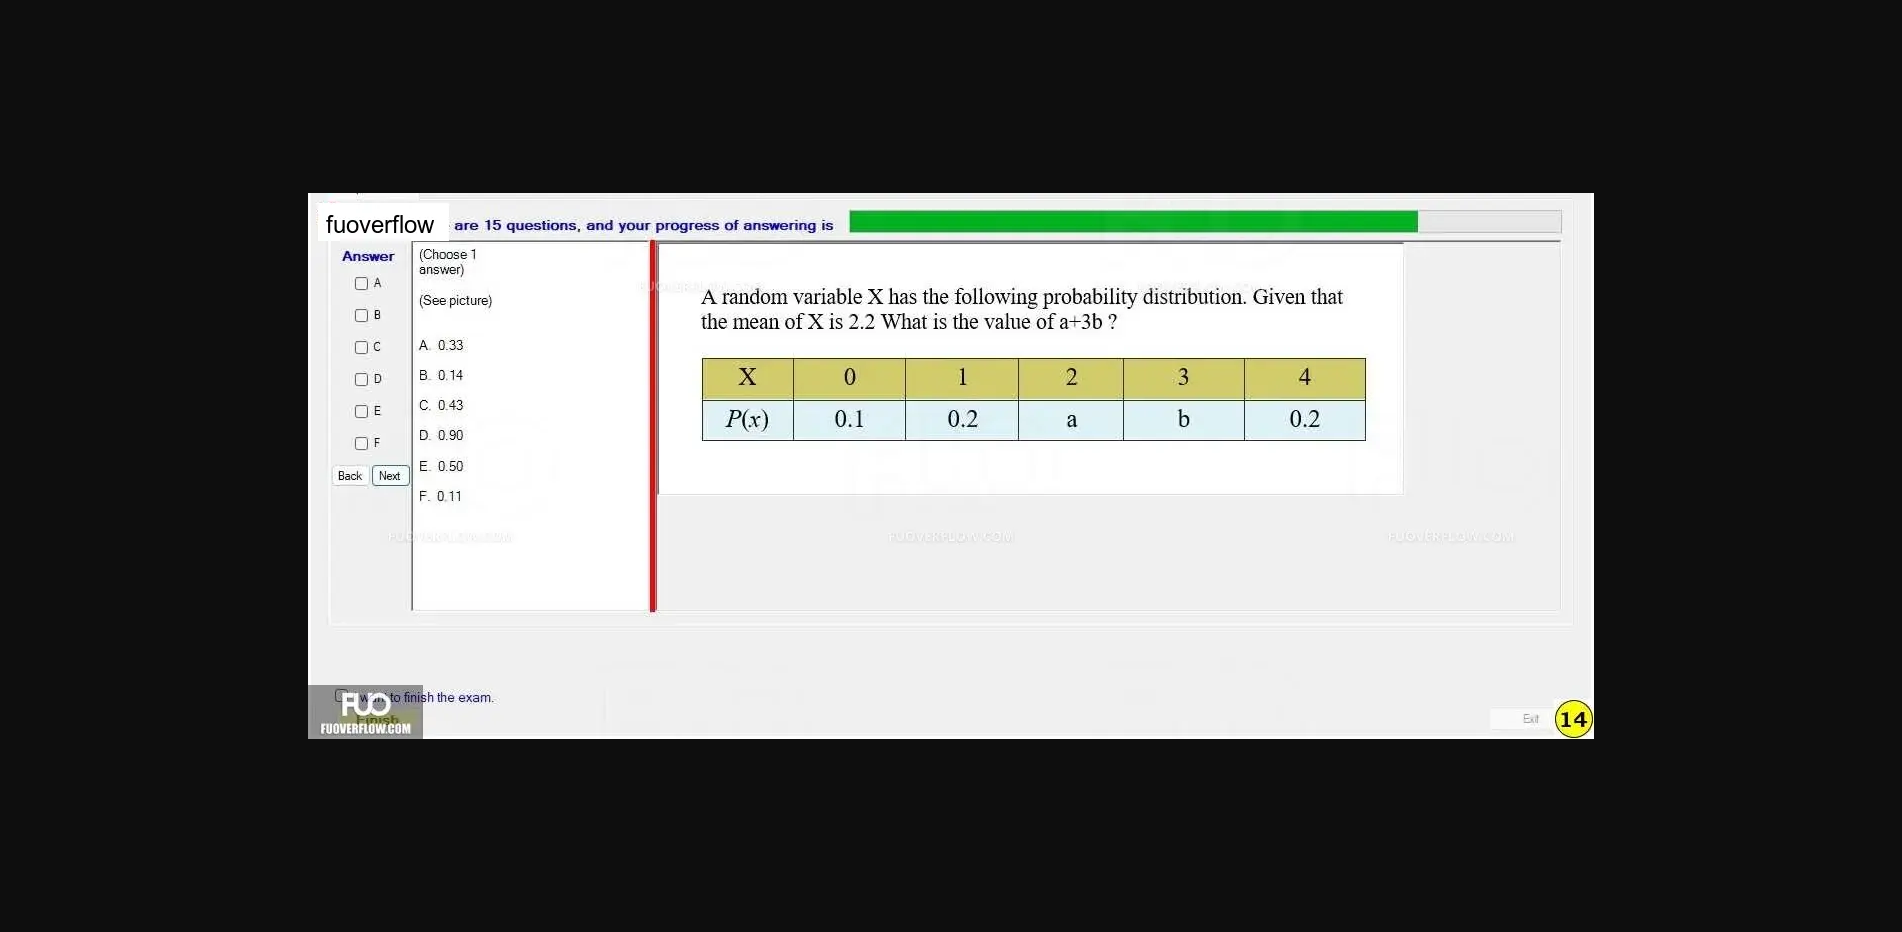 fuoverflow
are 15 questions, and your progress of answering is
Answer
A
B
C
D
E
F
Back Next
(Choose 1
answer)
(See picture)
A. 0.33
B. 0.14
C. 0.43
D. 0.90
E. 0.50
F. 0.11
A random variable X has the following probability distribution. Given that
the mean of X is 2.2 What is the value of a+3b ?
X 0 1 2 3 4
P(x) 0.1 0.2 a b 0.2
FUOVERFLOW.COM FUOVERFLOW.COM FUOVERFLOW.COM
want to finish the exam.
Finish
FUO
FUOVERFLOW.COM
Exit
14